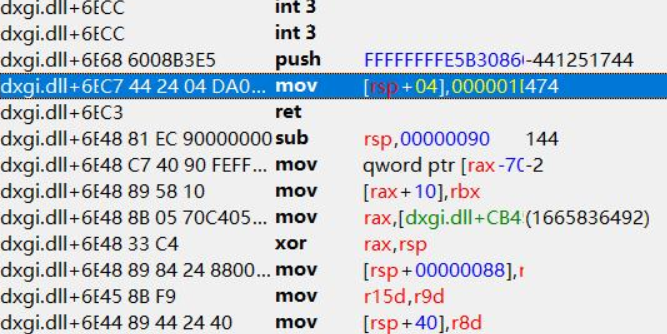 dxgi.dll+6ECC int 3
dxgi.dll+6ECC int 3
dxgi.dll+6E68 6008B3E5 push FFFFFFFFE5B3086(-441251744
dxgi.dll+6EC7 44 24 04 DA0... mov [rsp+04],000001[474
dxgi.dll+6EC3 ret
dxgi.dll+6E48 81 EC 90000000 sub rsp,00000090 144
dxgi.dll+6E48 C7 40 90 FEFF... mov qword ptr [rax-70-2
dxgi.dll+6E48 89 58 10 mov [rax+10],rbx
dxgi.dll+6E48 8B 05 70C405... mov rax,[dxgi.dll+CB4(1665836492)
dxgi.dll+6E48 33 C4 xor rax,rsp
dxgi.dll+6E48 89 84 24 8800... mov [rsp+00000088],r
dxgi.dll+6E45 8B F9 mov r15d,r9d
dxgi.dll+6E44 89 44 24 40 mov [rsp+40],r8d